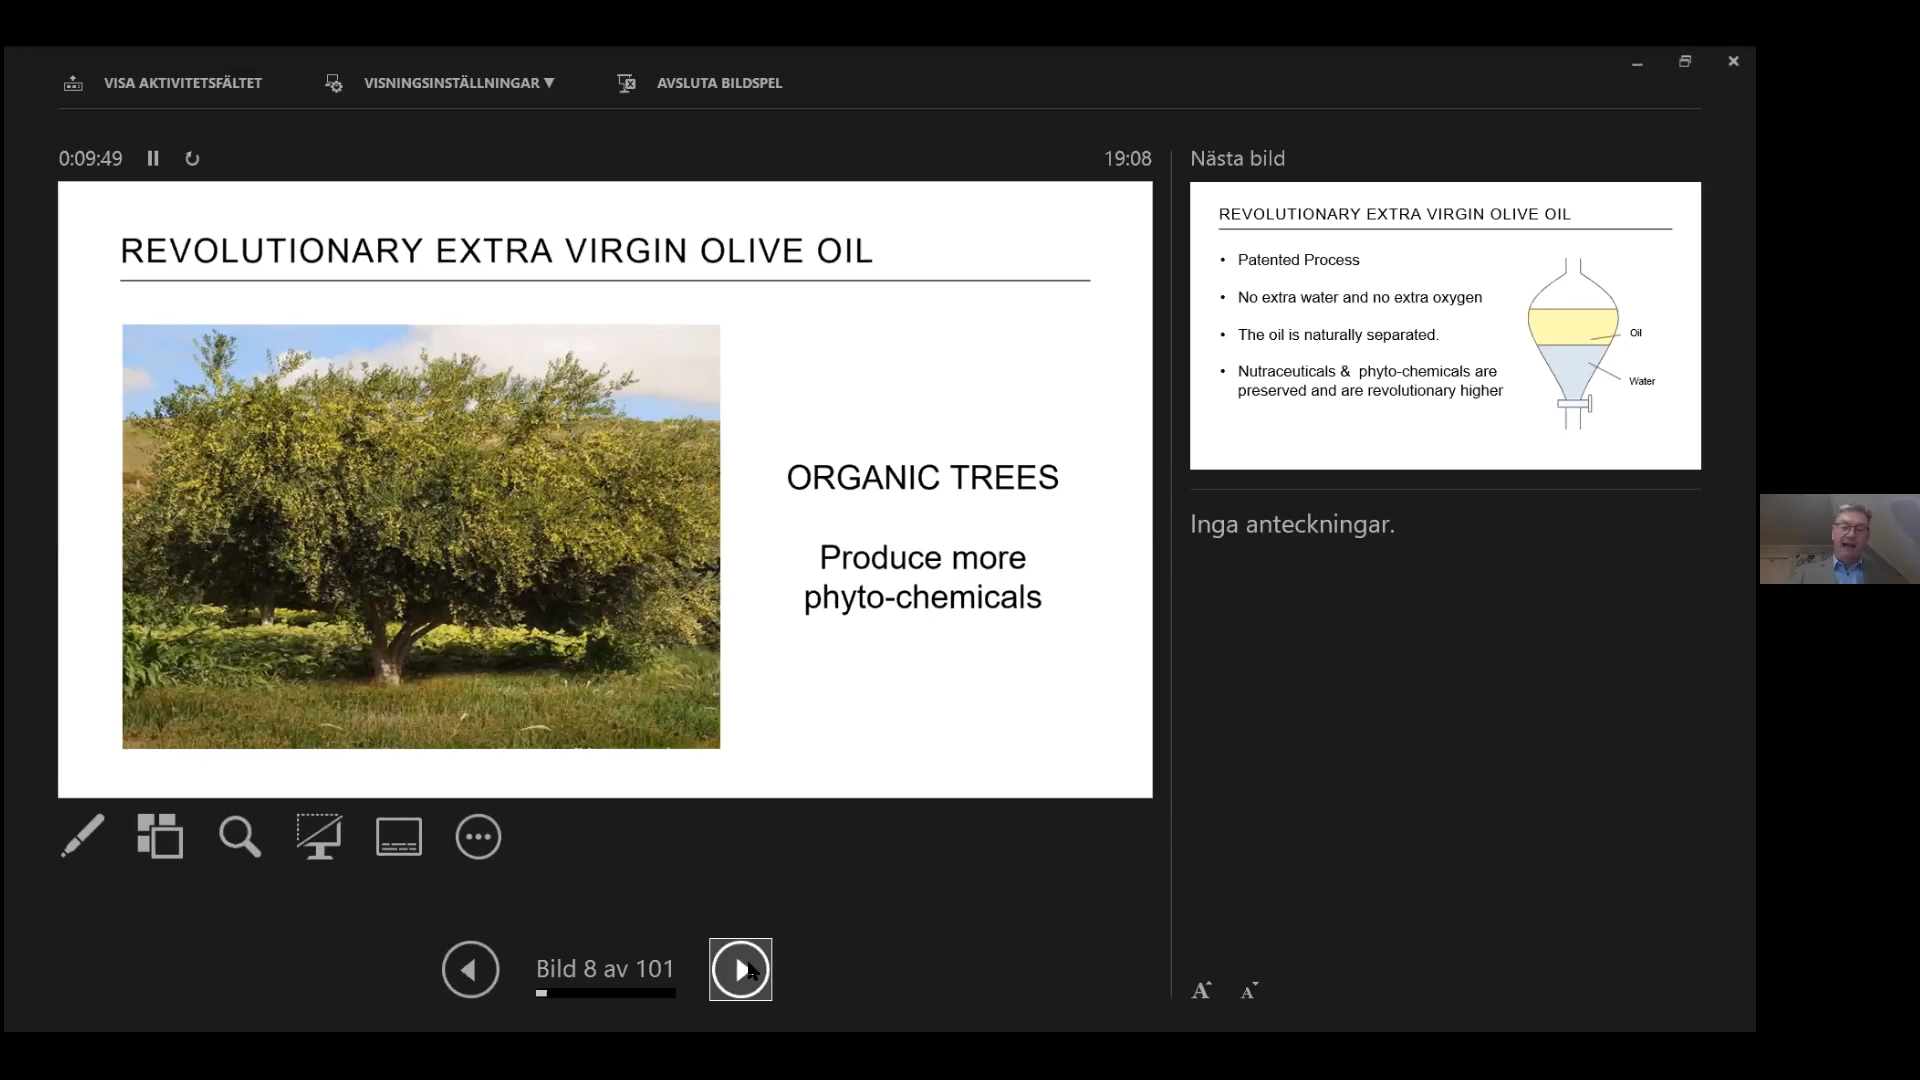 VISA AKTIVITETSFÄLTET
VISNINGSINSTÄLLNINGAR ▼
AVSLUTA BILDSPEL
0:09:49
19:08
REVOLUTIONARY EXTRA VIRGIN OLIVE OIL
ORGANIC TREES
Produce more
phyto-chemicals
Bild 8 av 101
Nästa bild
REVOLUTIONARY EXTRA VIRGIN OLIVE OIL
• Patented Process
• No extra water and no extra oxygen
• The oil is naturally separated.
• Nutraceuticals & phyto-chemicals are
preserved and are revolutionary higher
Oil
Water
Inga anteckningar.
A A